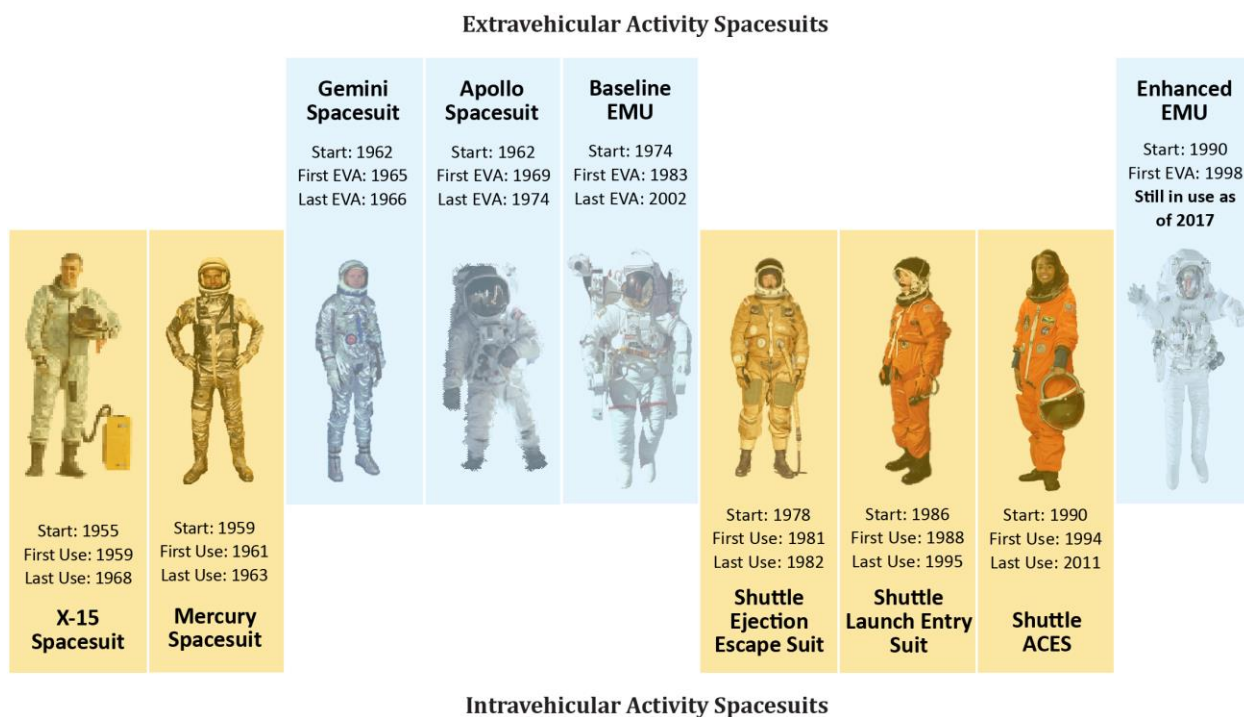 Extravehicular Activity Spacesuits
Gemini
Spacesuit
Start: 1962
First EVA: 1965
Last EVA: 1966
Apollo
Spacesuit
Start: 1962
First EVA: 1969
Last EVA: 1974
Baseline
EMU
Start: 1974
First EVA: 1983
Last EVA: 2002
Enhanced
EMU
Start: 1990
First EVA: 1998
Still in use as
of 2017
Start: 1955
First Use: 1959
Last Use: 1968
X-15
Spacesuit
Start: 1959
First Use: 1961
Last Use: 1963
Mercury
Spacesuit
Start: 1978
First Use: 1981
Last Use: 1982
Shuttle
Ejection
Escape Suit
Start: 1986
First Use: 1988
Last Use: 1995
Shuttle
Launch Entry
Suit
Start: 1990
First Use: 1994
Last Use: 2011
Shuttle
ACES
Intravehicular Activity Spacesuits